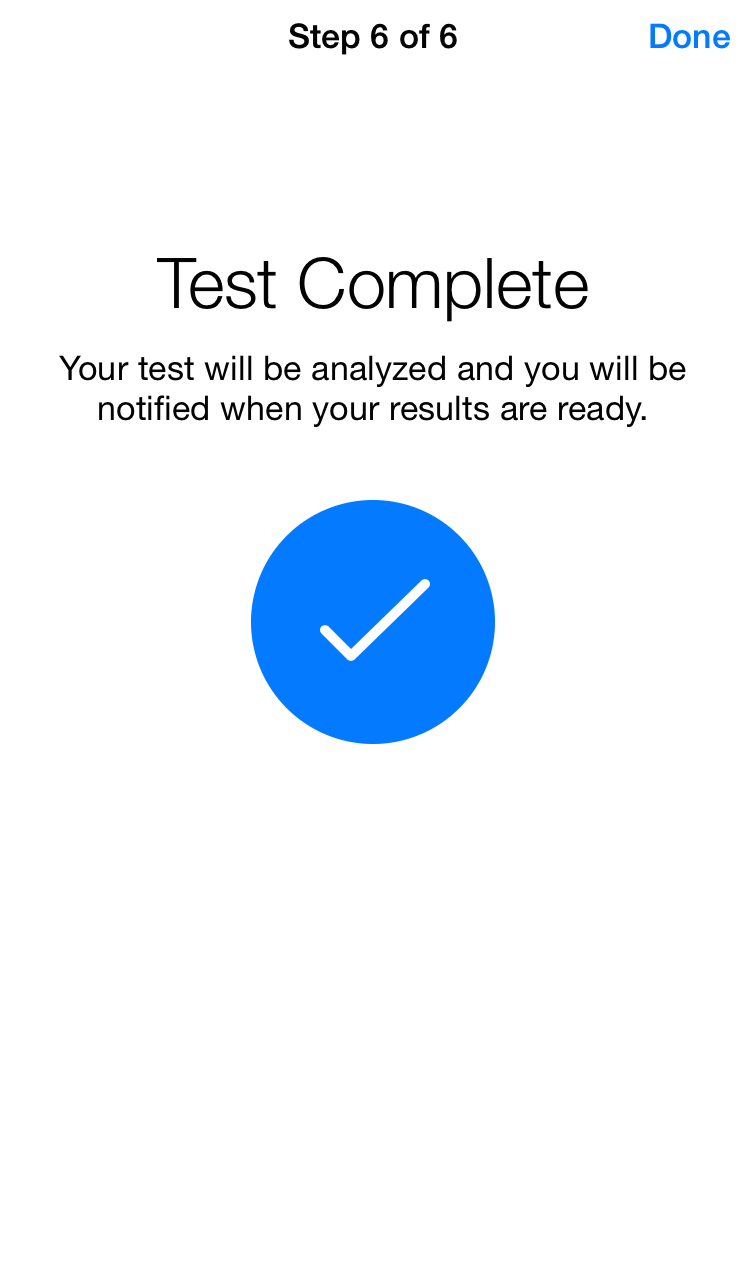 Step 6 of 6
Done
Test Complete
Your test will be analyzed and you will be
notified when your results are ready.